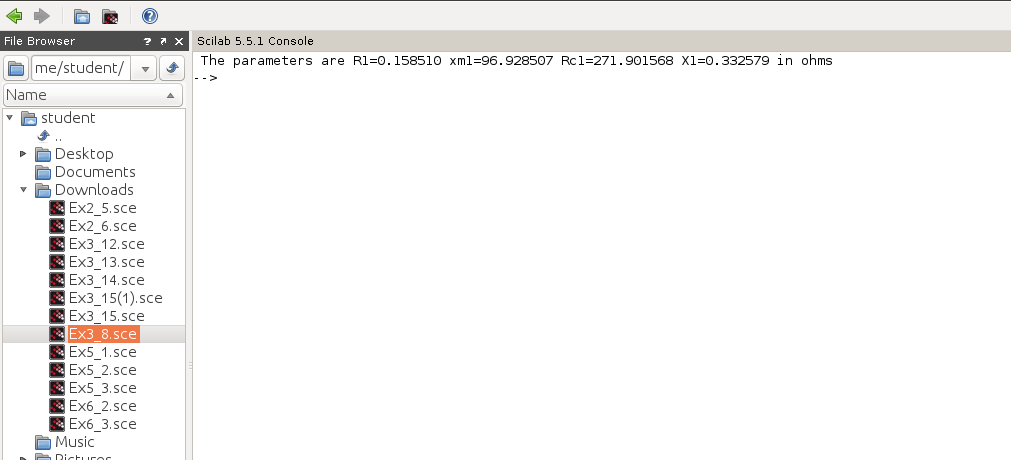 File Browser ? ↗ ✕
Scilab 5.5.1 Console
me/student/
The parameters are R1=0.158510 xm1=96.928507 Rc1=271.901568 X1=0.332579 in ohms
-->
Name
student
..
Desktop
Documents
Downloads
Ex2_5.sce
Ex2_6.sce
Ex3_12.sce
Ex3_13.sce
Ex3_14.sce
Ex3_15(1).sce
Ex3_15.sce
Ex3_8.sce
Ex5_1.sce
Ex5_2.sce
Ex5_3.sce
Ex6_2.sce
Ex6_3.sce
Music
Pictures